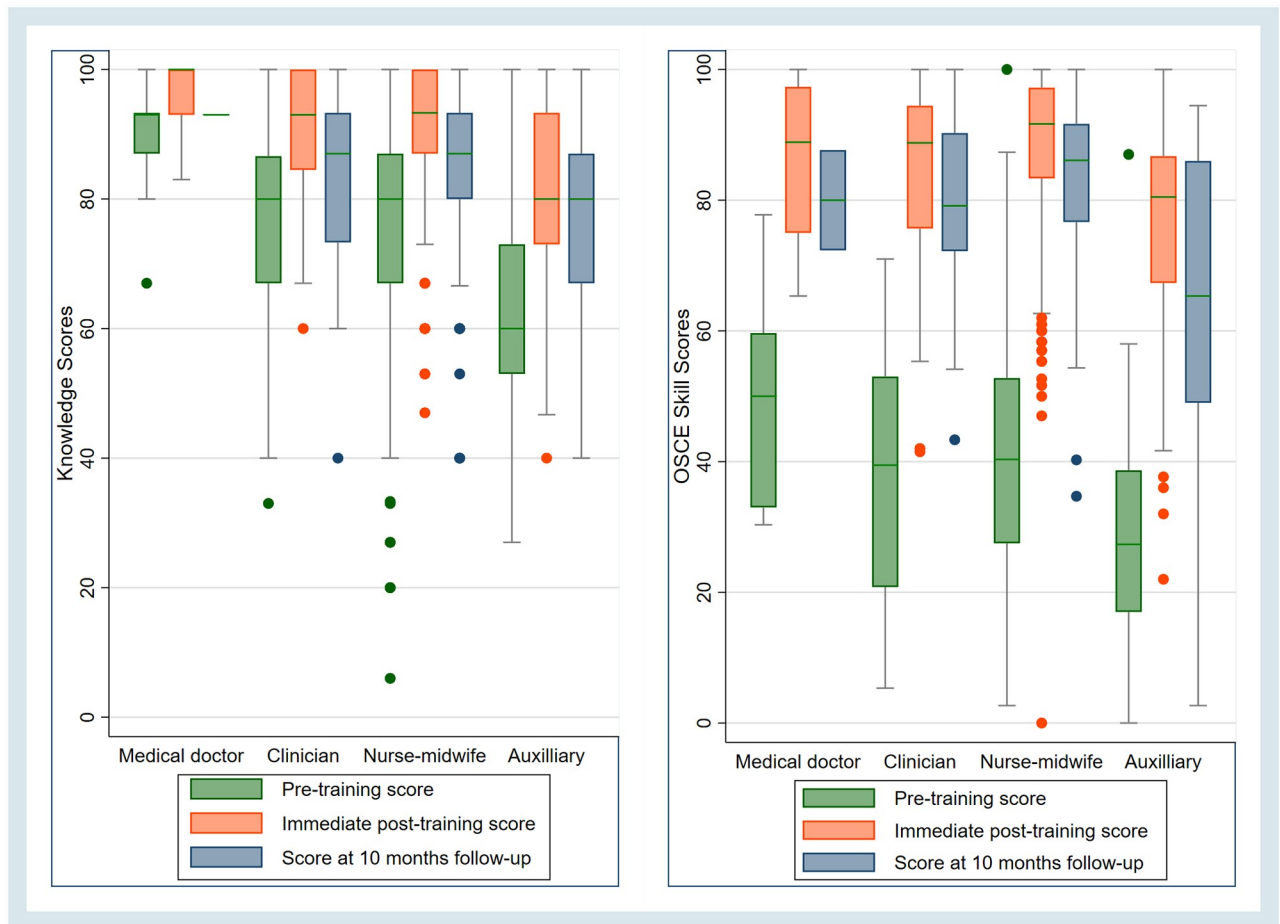 Knowledge Scores
100
80
60
40
20
0
Medical doctor Clinician Nurse-midwife Auxilliary
Pre-training score
Immediate post-training score
Score at 10 months follow-up
OSCE Skill Scores
100
80
60
40
20
0
Medical doctor Clinician Nurse-midwife Auxilliary
Pre-training score
Immediate post-training score
Score at 10 months follow-up